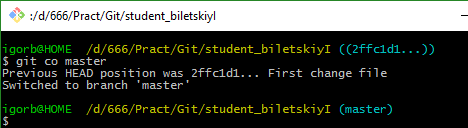 :/d/666/Pract/Git/student_biletskiyI
igorb@HOME /d/666/Pract/Git/student_biletskiyI ((2ffc1d1...))
$ git co master
Previous HEAD position was 2ffc1d1... First change file
Switched to branch 'master'
igorb@HOME /d/666/Pract/Git/student_biletskiyI (master)
$